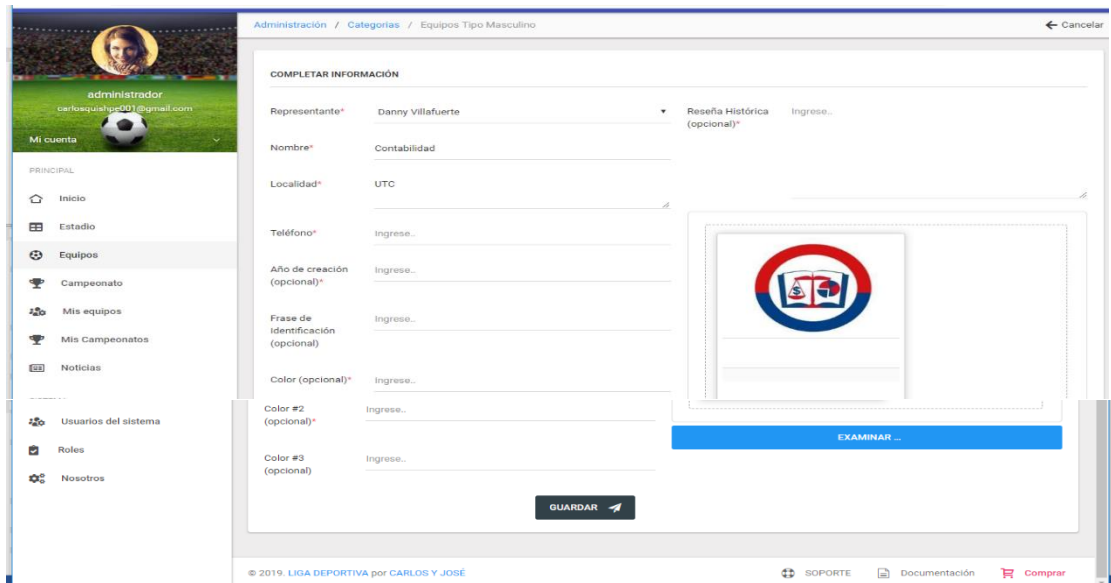 Administración / Categorias / Equipos Tipo Masculino
Cancelar
administrador
carlosquishpe001@gmail.com
Mi cuenta
PRINCIPAL
Inicio
Estadio
Equipos
Campeonato
Mis equipos
Mis Campeonatos
Noticias
Usuarios del sistema
Roles
Nosotros
COMPLETAR INFORMACIÓN
Representante*
Danny Villafuerte
Nombre*
Contabilidad
Localidad*
UTC
Teléfono*
Ingrese..
Año de creación
(opcional)*
Ingrese..
Frase de
Identificación
(opcional)
Ingrese..
Color (opcional)*
Ingrese..
Color #2
(opcional)*
Ingrese..
Color #3
(opcional)
Ingrese..
Reseña Histórica
(opcional)*
Ingrese..
$
EXAMINAR ...
GUARDAR
© 2019. LIGA DEPORTIVA por CARLOS Y JOSÉ
SOPORTE
Documentación
Comprar